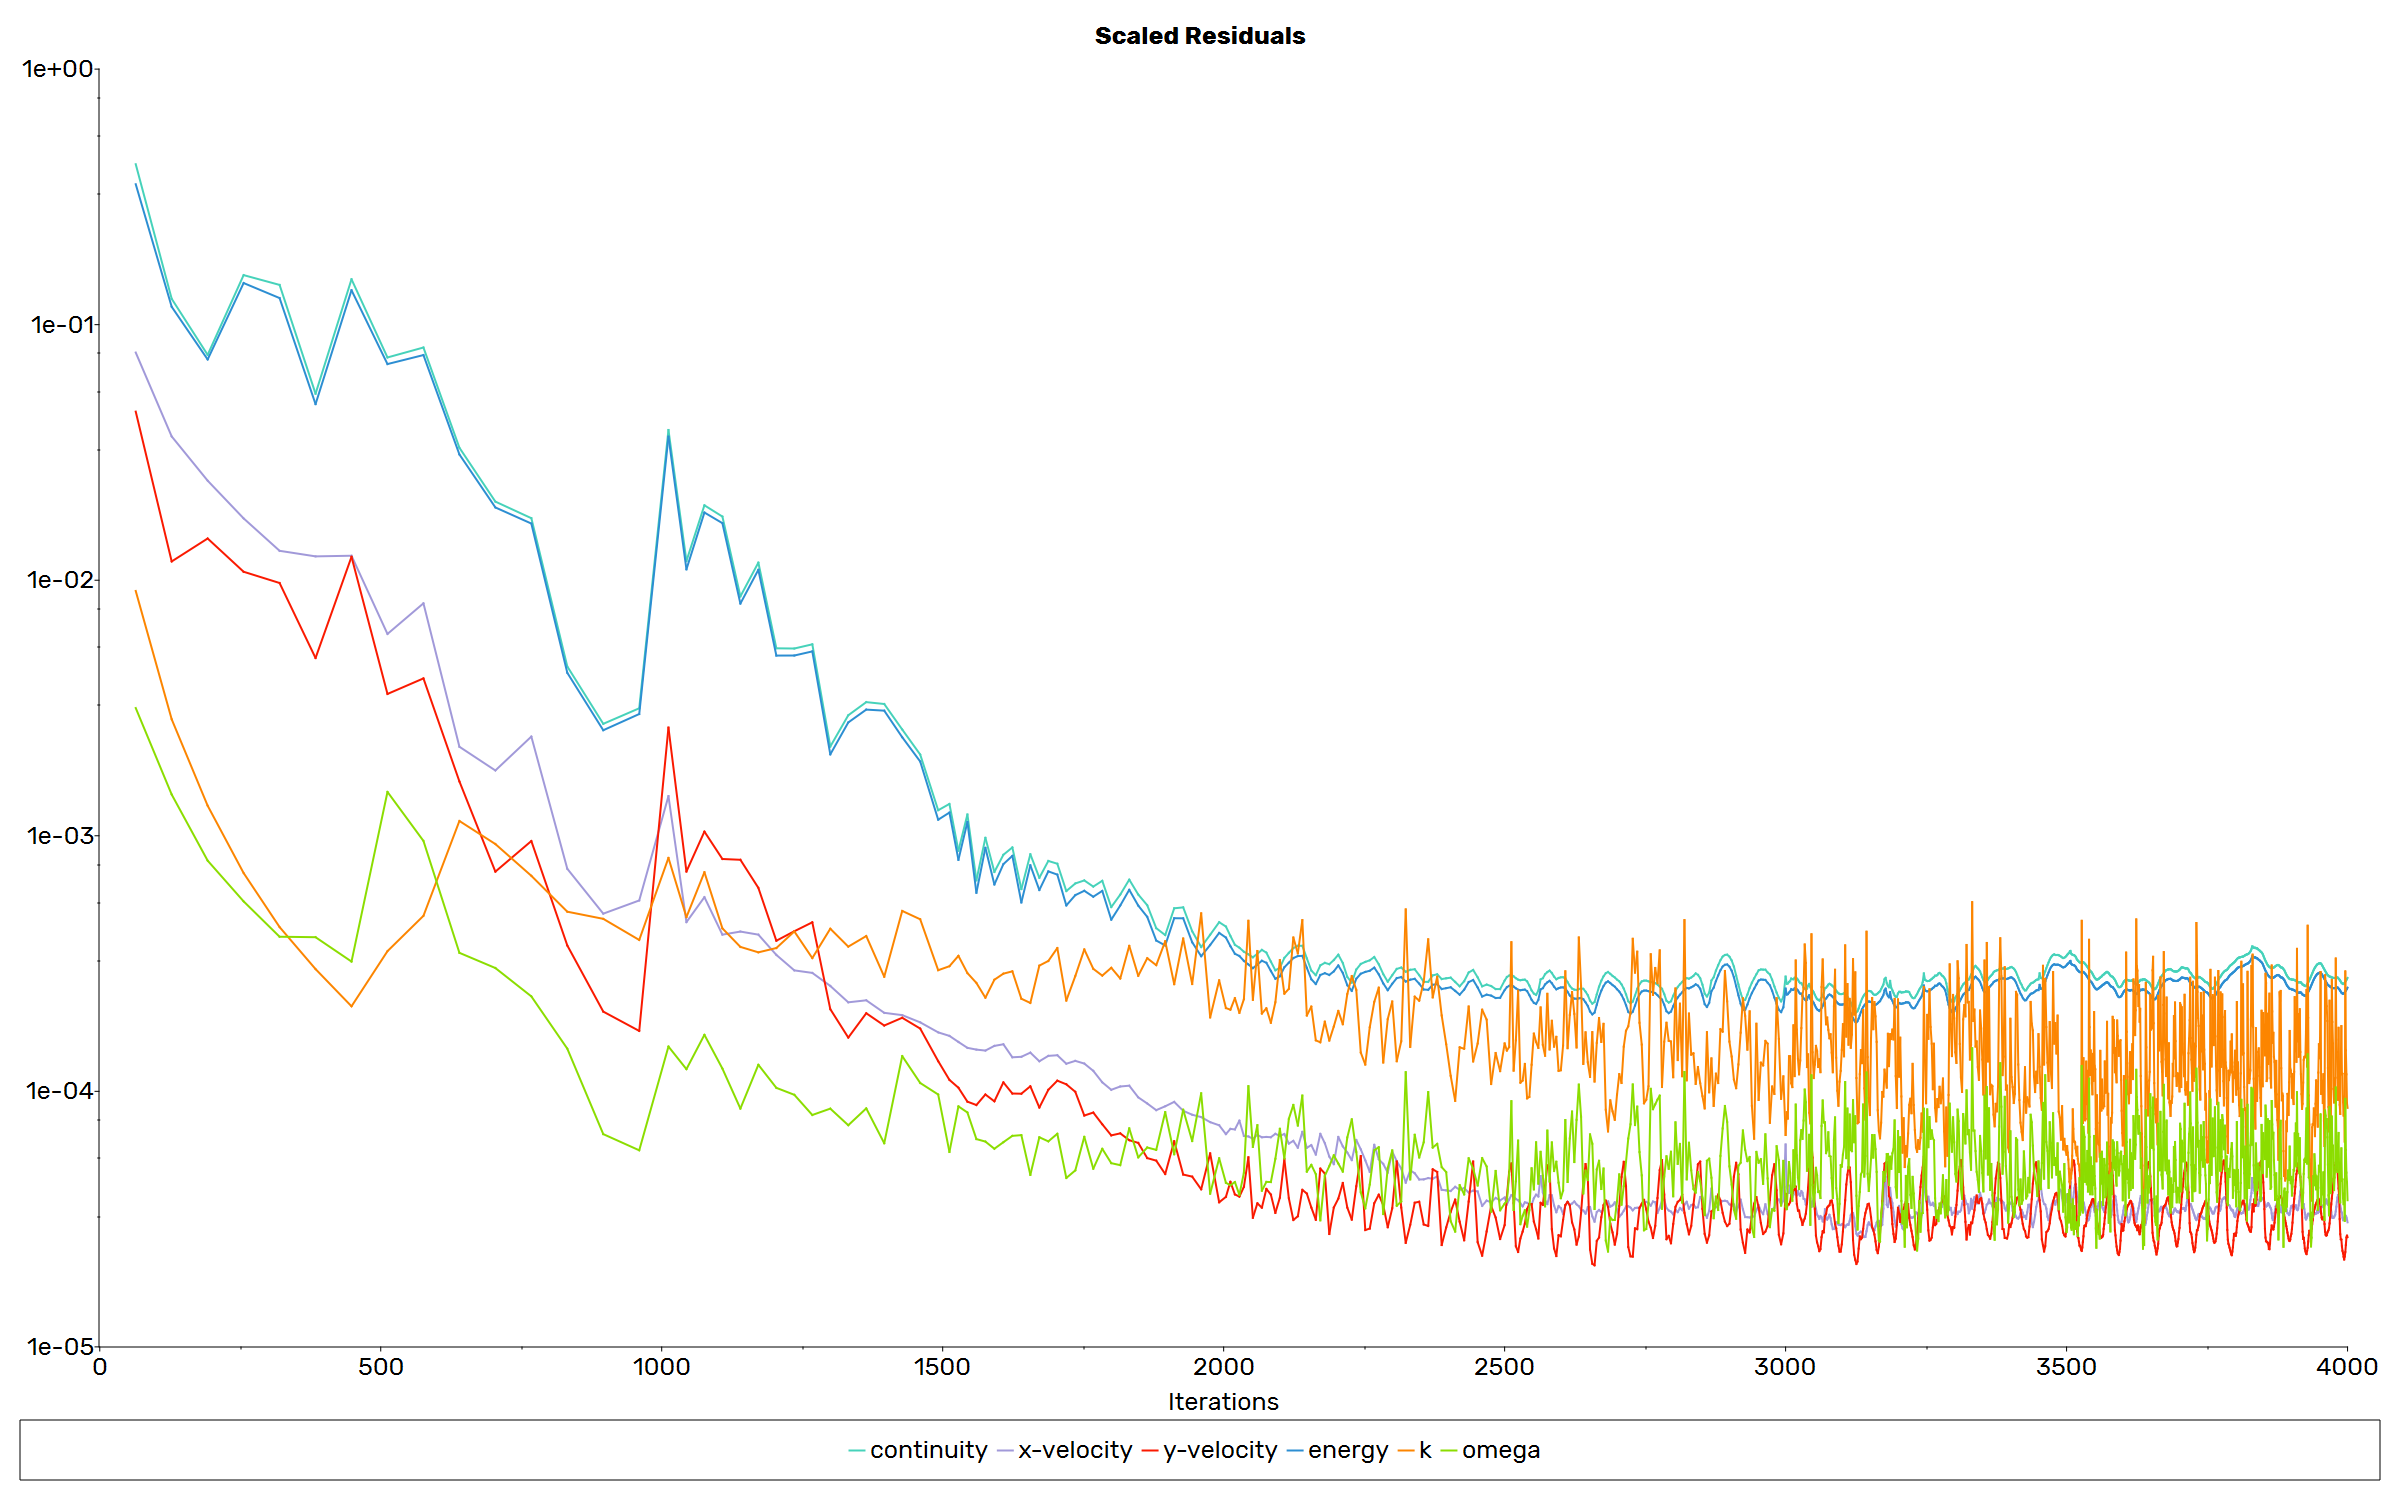 Scaled Residuals
1e+00
1e-01
1e-02
1e-03
1e-04
1e-05
0 500 1000 1500 2000 2500 3000 3500 4000
Iterations
continuity x-velocity y-velocity energy k omega